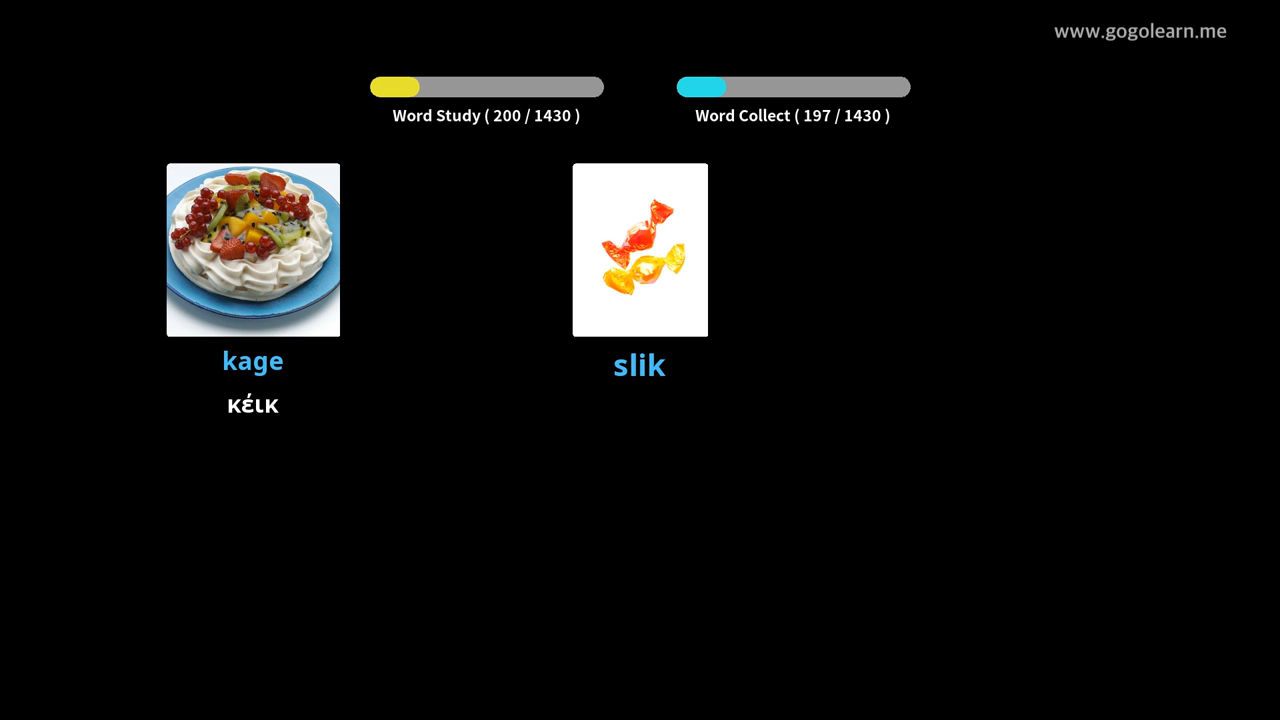 www.gogolearn.me
Word Study ( 200 / 1430 )
Word Collect ( 197 / 1430 )
kage
κέικ
slik